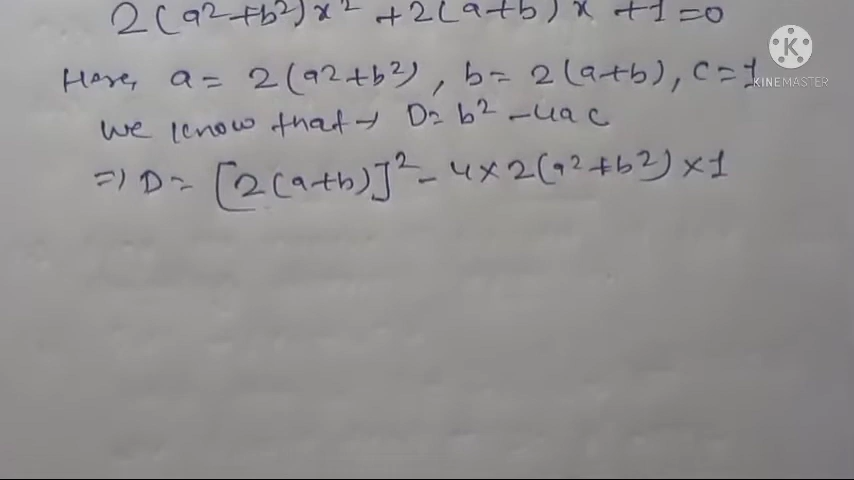 2(a²+b²)x² +2(a+b)x +1=0
Here, a= 2(a²+b²), b= 2(a+b), c=1
We know that → D= b² -4ac
=> D= [2(a+b)]² - 4×2(a²+b²)×1
KINEMASTER